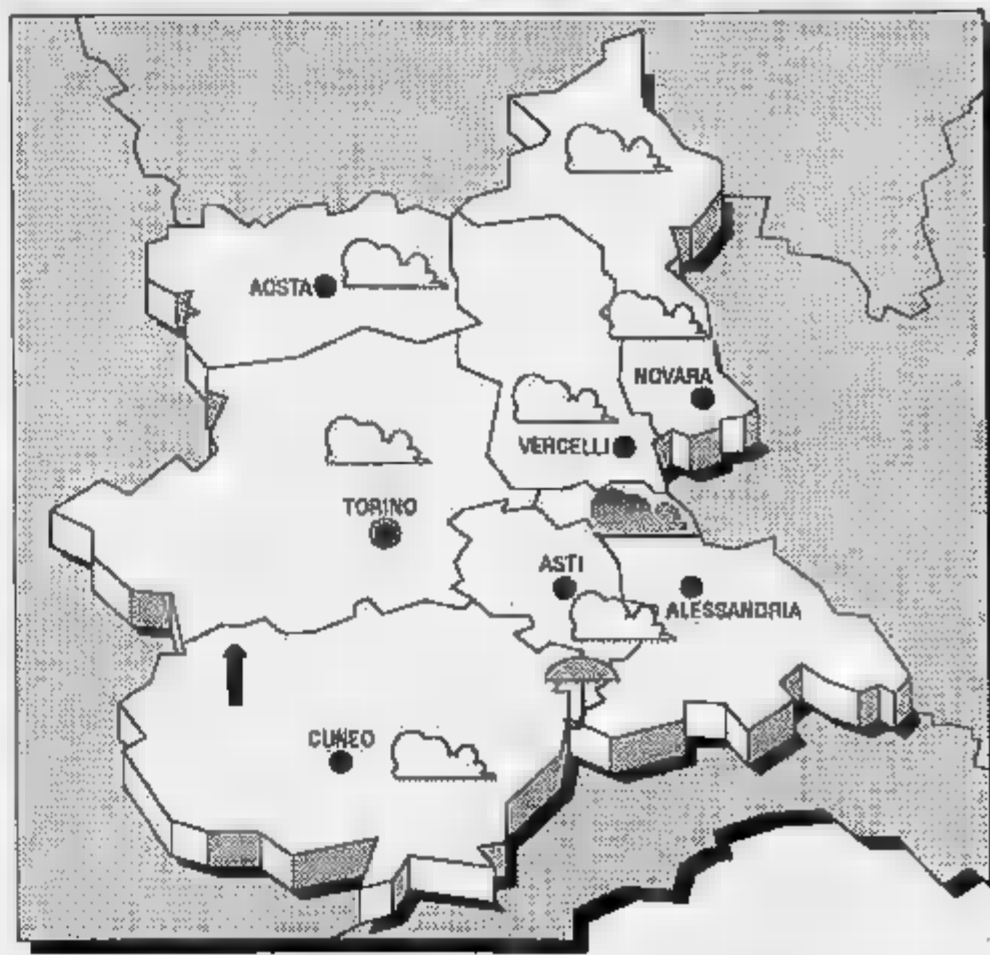 AOSTA
NOVARA
VERCELLI
TORINO
ASTI
ALESSANDRIA
CUNEO